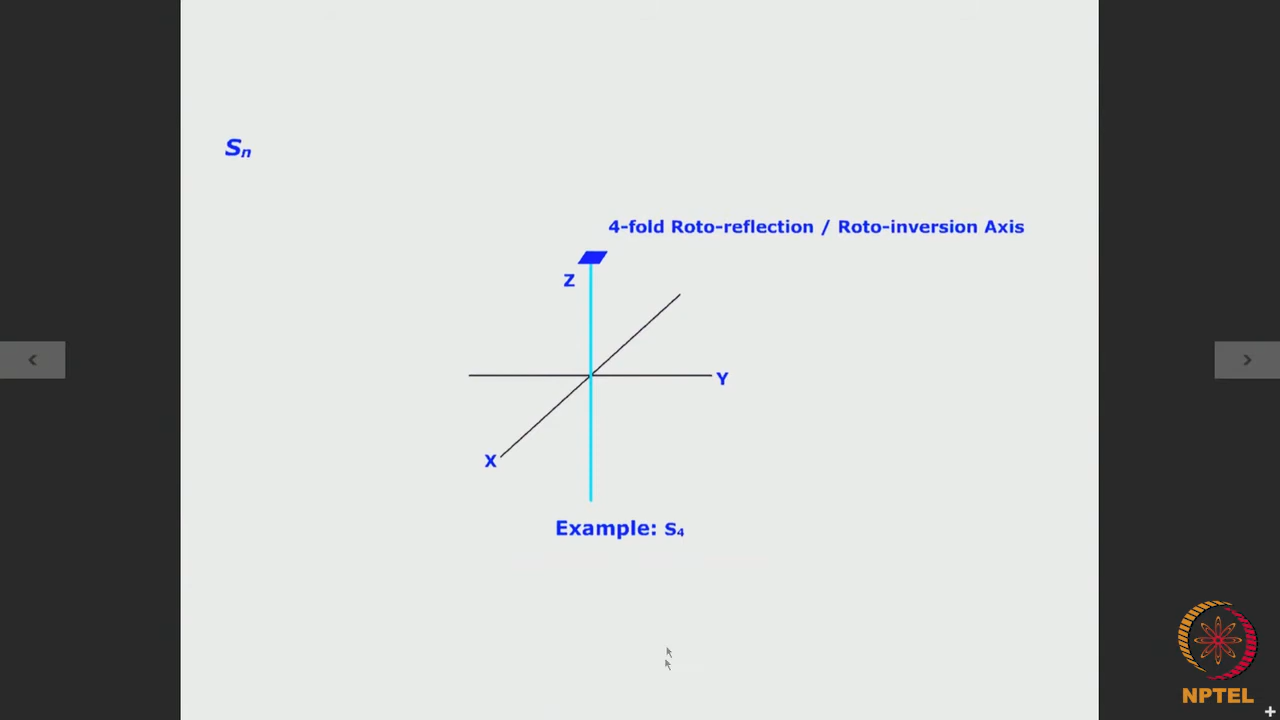 Sn
4-fold Roto-reflection / Roto-inversion Axis
Z
Y
X
Example: S4
NPTEL